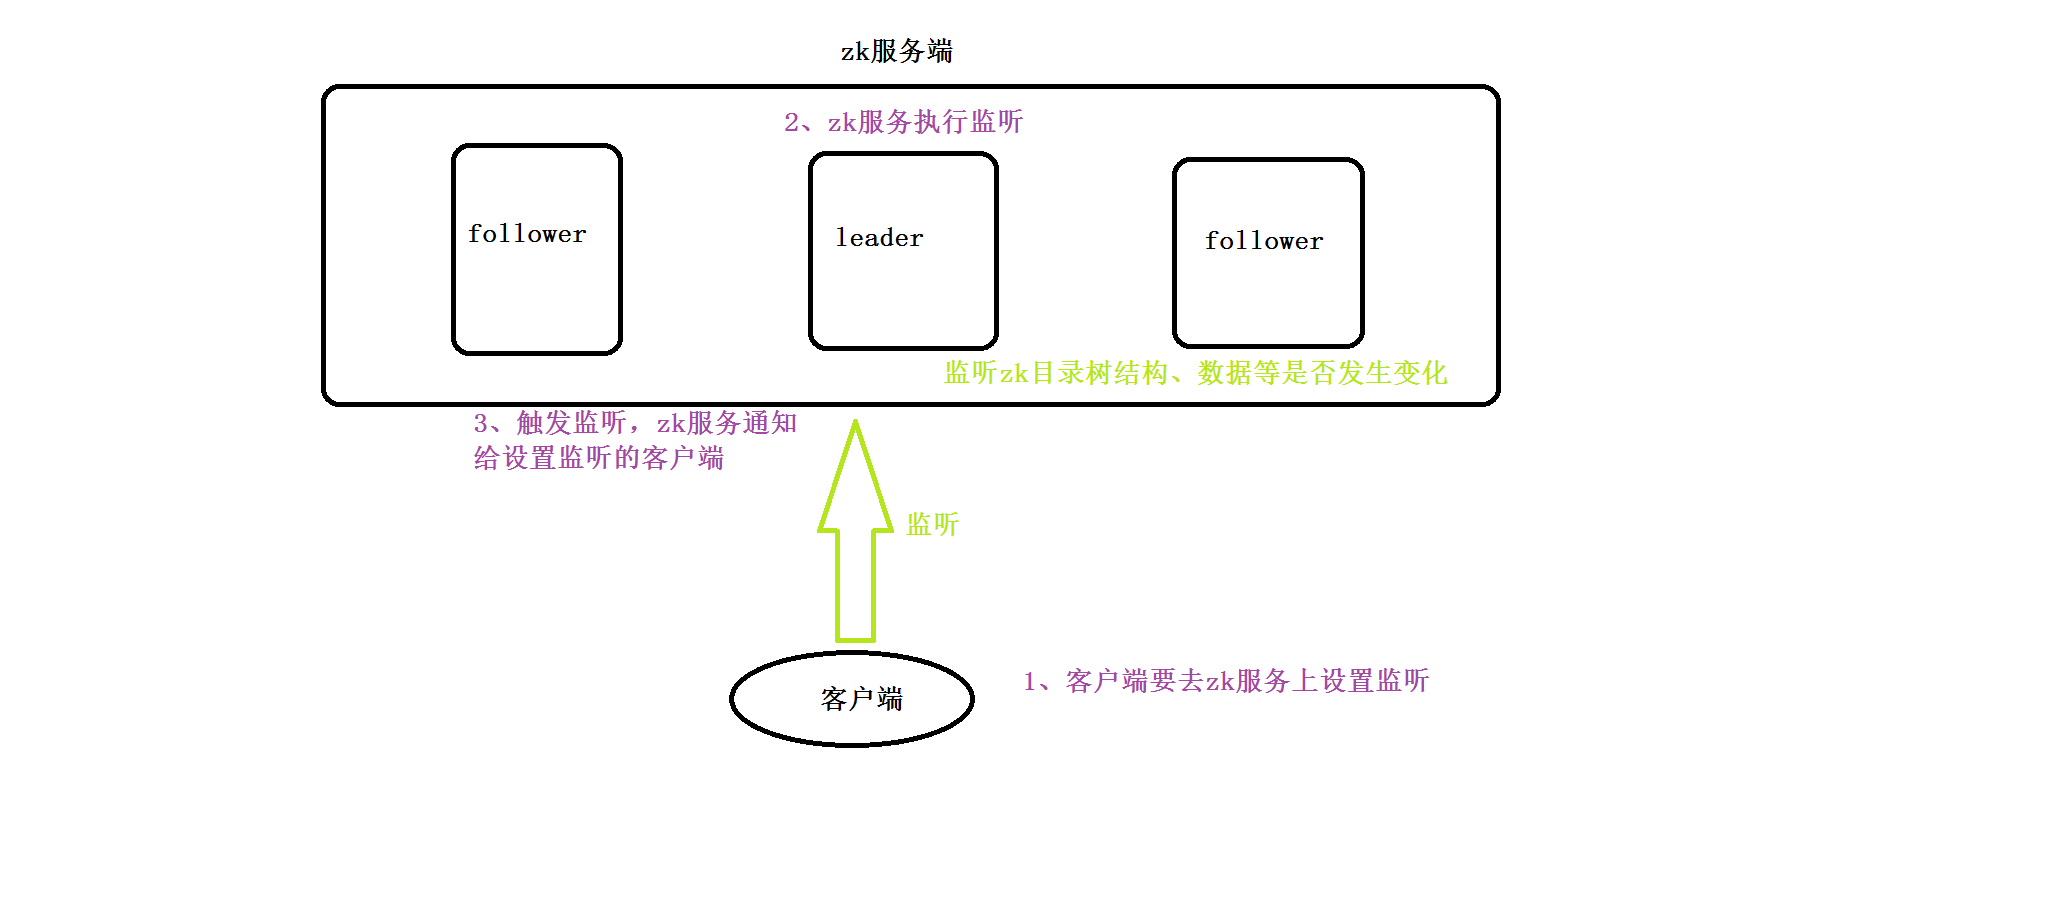 zk服务端
2、zk服务执行监听
follower
leader
follower
监听zk目录树结构、数据等是否发生变化
3、触发监听，zk服务通知
给设置监听的客户端
监听
客户端
1、客户端要去zk服务上设置监听